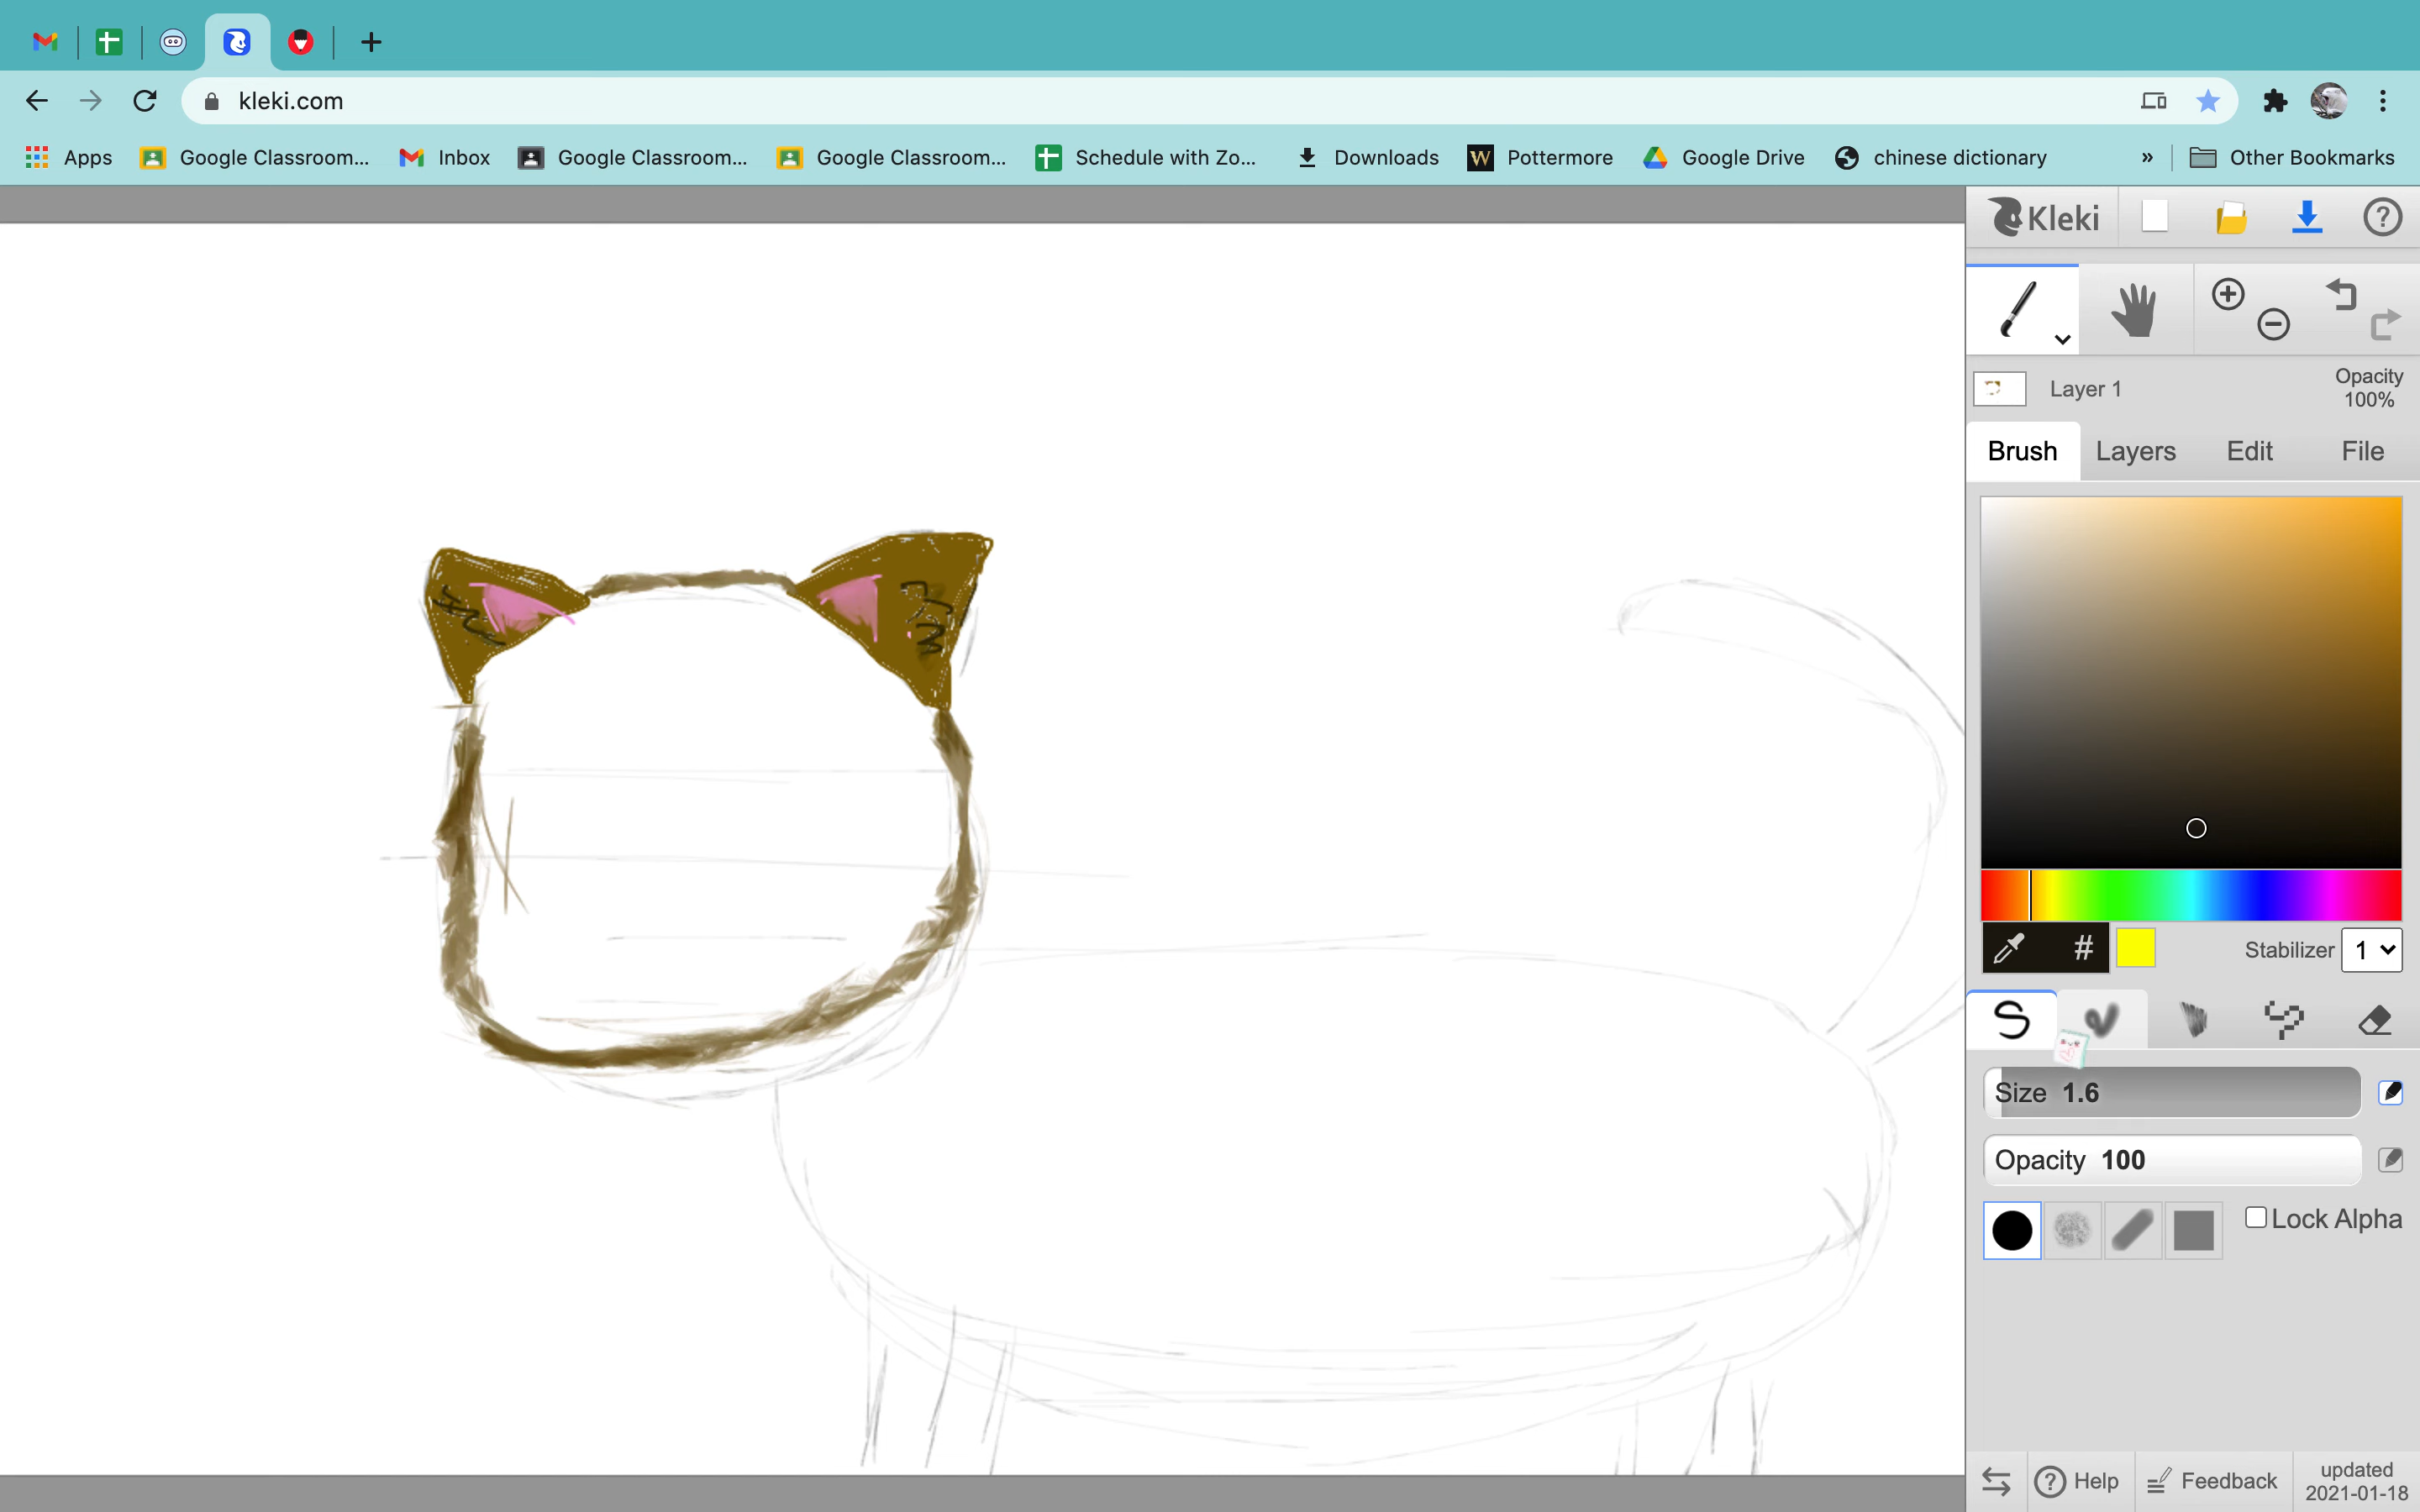 kleki.com
Apps Google Classroom... Inbox Google Classroom... Google Classroom... Schedule with Zo... Downloads Pottermore Google Drive chinese dictionary » Other Bookmarks
Kleki
Layer 1
Opacity
100%
Brush Layers Edit File
# Stabilizer 1
Size 1.6
Opacity 100
Lock Alpha
Help Feedback updated
2021-01-18